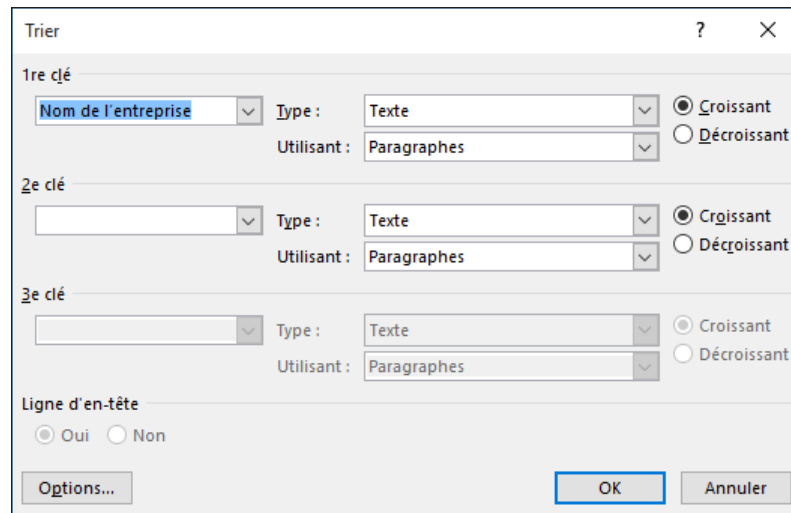 Trier
1re clé
Nom de l'entreprise Type : Texte Croissant
Utilisant : Paragraphes Décroissant
2e clé
Type : Texte Croissant
Utilisant : Paragraphes Décroissant
3e clé
Type : Texte Croissant
Utilisant : Paragraphes Décroissant
Ligne d'en-tête
Oui Non
Options... OK Annuler